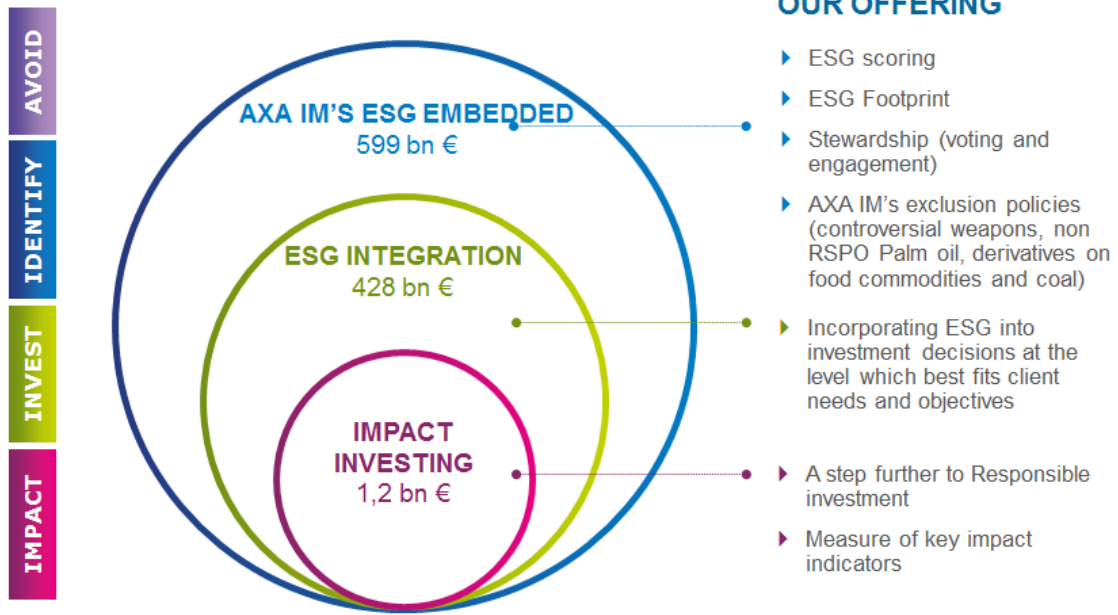 AVOID
IDENTIFY
INVEST
IMPACT
AXA IM'S ESG EMBEDDED
599 bn €
ESG INTEGRATION
428 bn €
IMPACT
INVESTING
1,2 bn €
OUR OFFERING
ESG scoring
ESG Footprint
Stewardship (voting and
engagement)
AXA IM's exclusion policies
(controversial weapons, non
RSPO Palm oil, derivatives on
food commodities and coal)
Incorporating ESG into
investment decisions at the
level which best fits client
needs and objectives
A step further to Responsible
investment
Measure of key impact
indicators